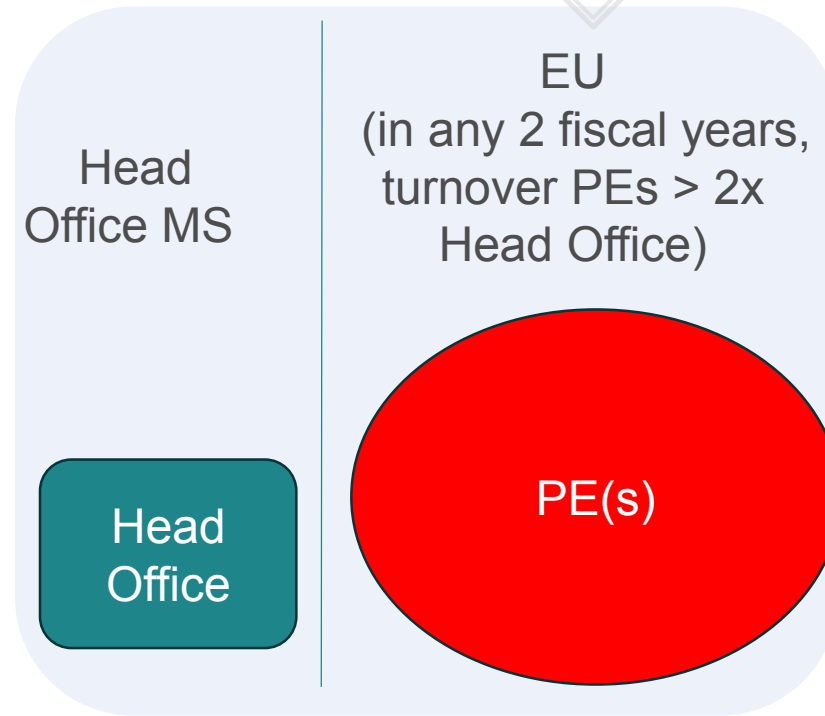 Head
Office MS
EU
(in any 2 fiscal years,
turnover PEs > 2x
Head Office)
Head
Office
PE(s)